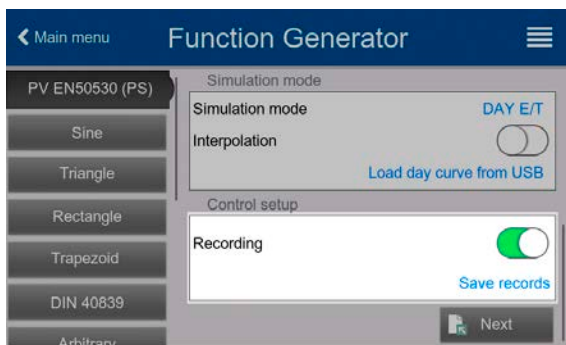 Main menu
Function Generator
PV EN50530 (PS)
Sine
Triangle
Rectangle
Trapezoid
DIN 40839
Arbitrary
Simulation mode
Simulation mode DAY E/T
Interpolation
Load day curve from USB
Control setup
Recording
Save records
Next